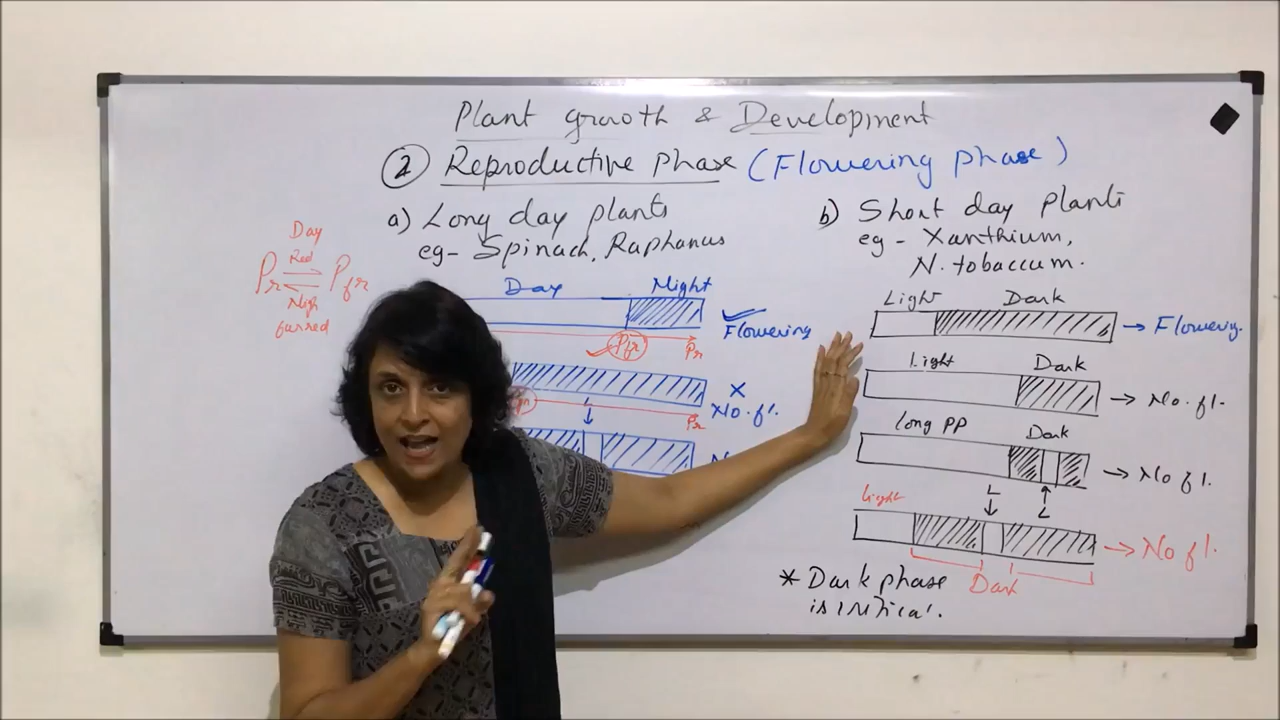 Plant growth & Development
2 Reproductive phase (Flowering phase)
a) Long day plants
eg- Spinach, Raphanus
Day
Red
Pr Pfr
farred
Day Night
Flowering
Pfr Pr
x
No. fl.
Pr
L
b) Short day plants
eg - Xanthium,
N. tobaccum.
Light Dark
→ Flowering.
Light Dark
→ No. fl.
long PP Dark
→ No fl.
L
L
Light
→ No fl.
Dark
* Dark phase
is critical.